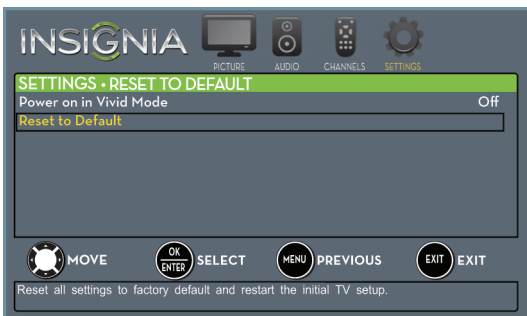 INSIGNIA
PICTURE AUDIO CHANNELS SETTINGS
SETTINGS • RESET TO DEFAULT
Power on in Vivid Mode Off
Reset to Default
MOVE OK ENTER SELECT MENU PREVIOUS EXIT EXIT
Reset all settings to factory default and restart the initial TV setup.